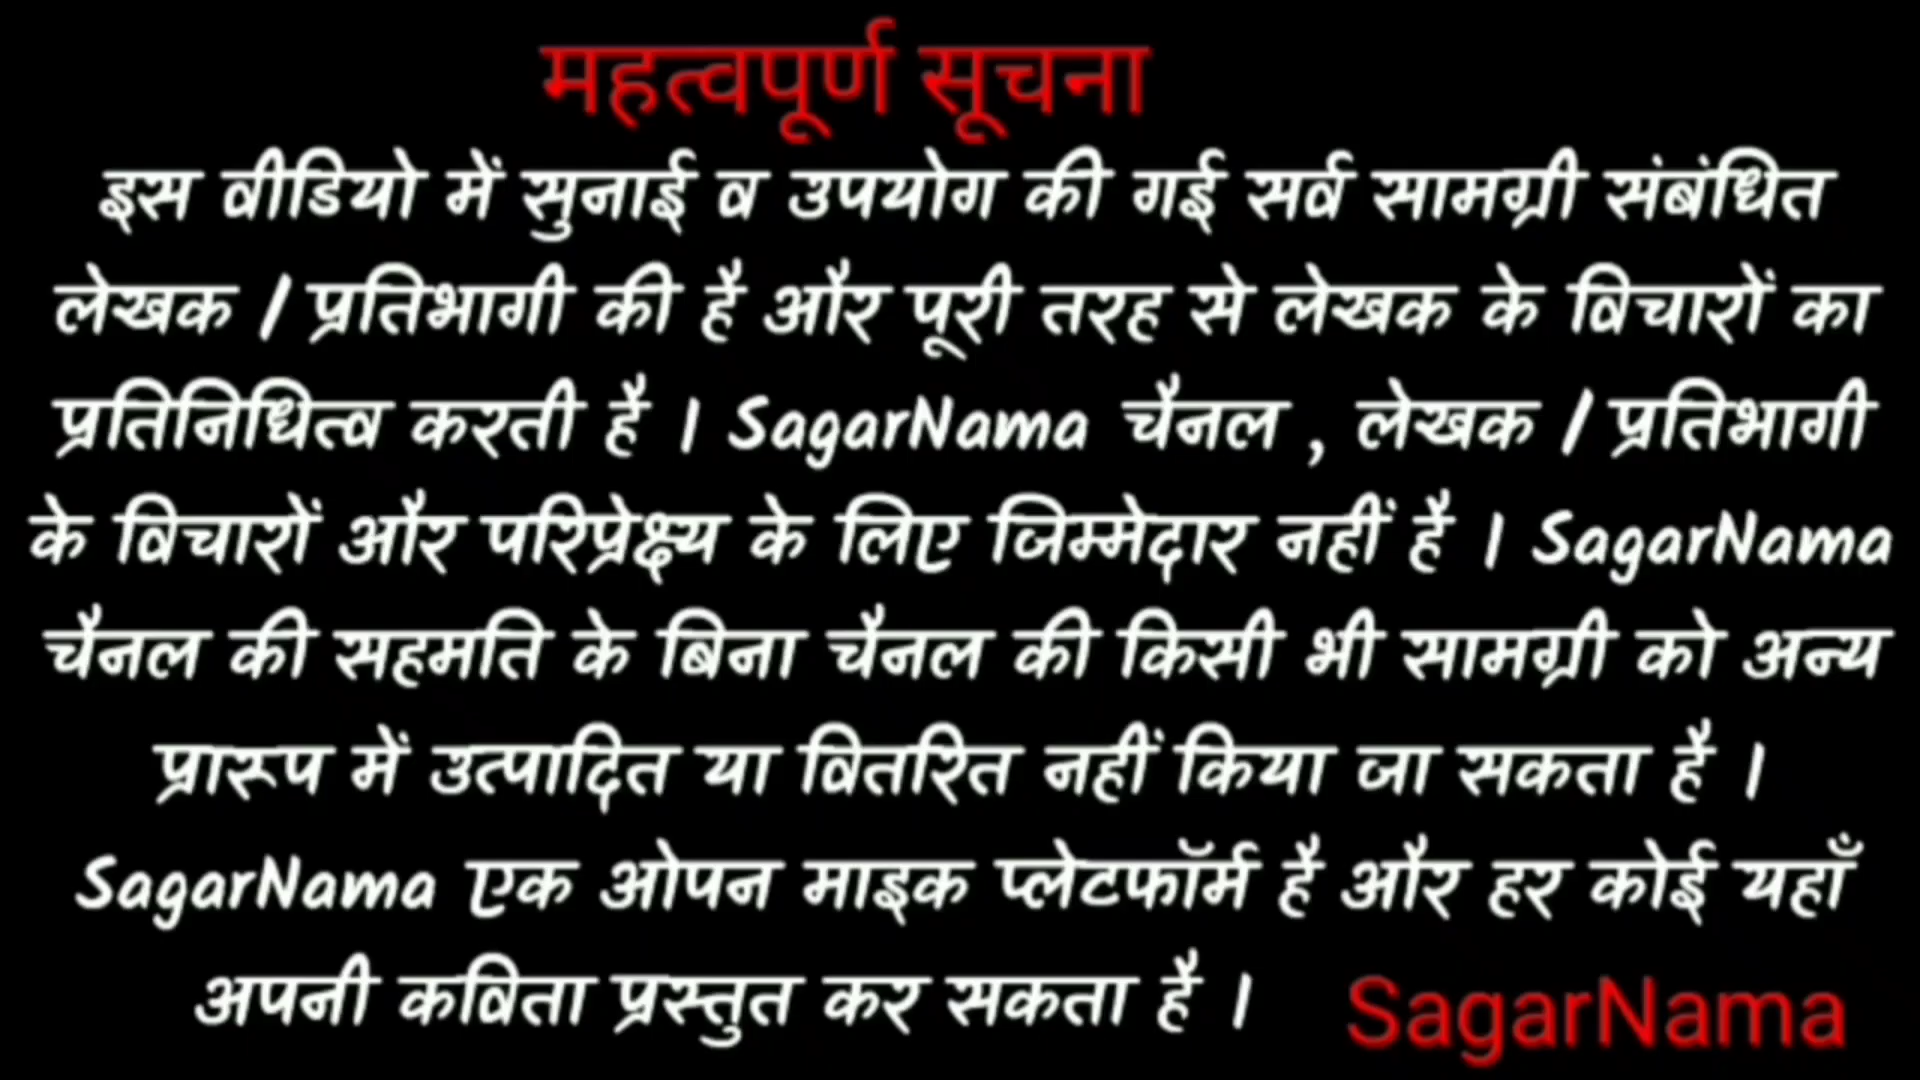 महत्वपूर्ण सूचना
इस वीडियो में सुनाई व उपयोग की गई सर्व सामग्री संबंधित
लेखक / प्रतिभागी की है और पूरी तरह से लेखक के विचारों का
प्रतिनिधित्व करती है । SagarNama चैनल , लेखक / प्रतिभागी
के विचारों और परिप्रेक्ष्य के लिए जिम्मेदार नहीं है । SagarNama
चैनल की सहमति के बिना चैनल की किसी भी सामग्री को अन्य
प्रारूप में उत्पादित या वितरित नहीं किया जा सकता है ।
SagarNama एक ओपन माइक प्लेटफॉर्म है और हर कोई यहाँ
अपनी कविता प्रस्तुत कर सकता है ।
SagarNama